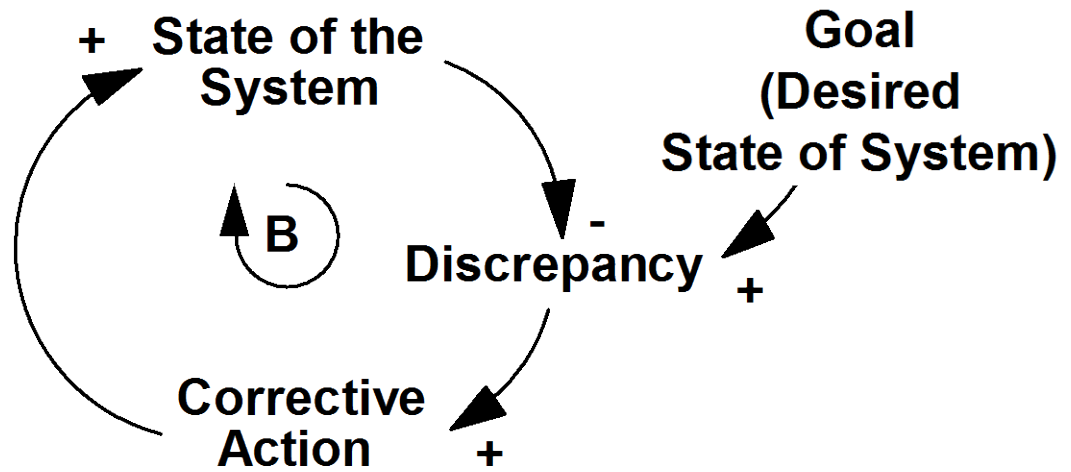 + State of the
System
Goal
(Desired
State of System)
B
-
Discrepancy
+
Corrective
Action
+